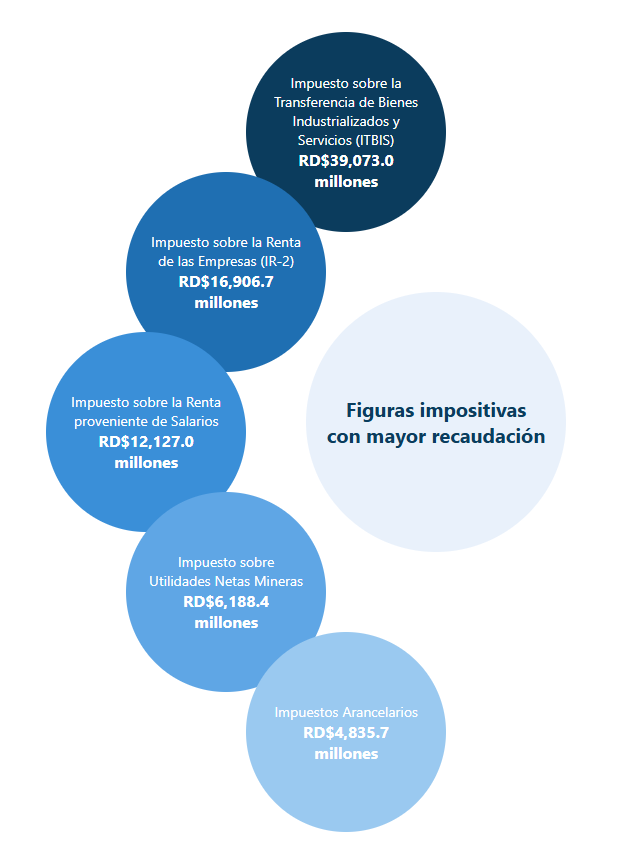 Impuesto sobre la
Transferencia de Bienes
Industrializados y
Servicios (ITBIS)
RD$39,073.0
millones
Impuesto sobre la Renta
de las Empresas (IR-2)
RD$16,906.7
millones
Impuesto sobre la Renta
proveniente de Salarios
RD$12,127.0
millones
Figuras impositivas
con mayor recaudación
Impuesto sobre
Utilidades Netas Mineras
RD$6,188.4
millones
Impuestos Arancelarios
RD$4,835.7
millones